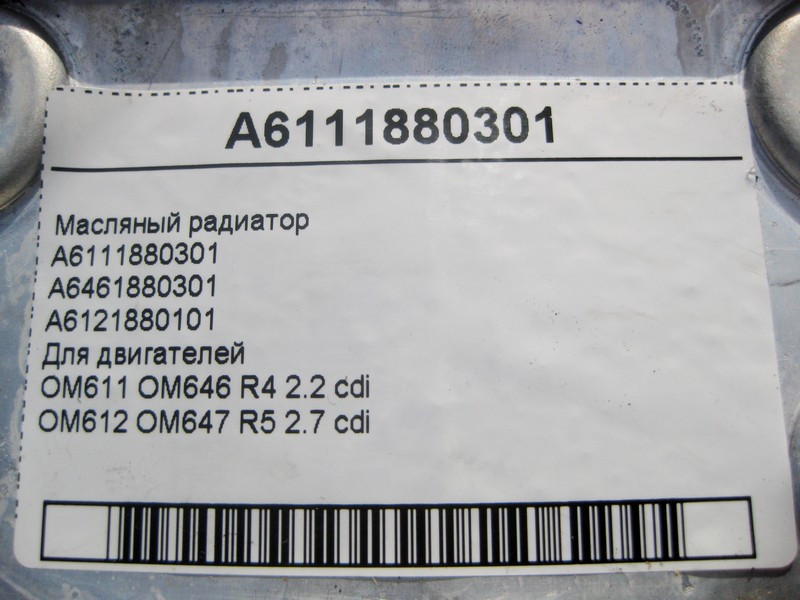 A6111880301
Масляный радиатор
A6111880301
A6461880301
A6121880101
Для двигателей
OM611 OM646 R4 2.2 cdi
OM612 OM647 R5 2.7 cdi